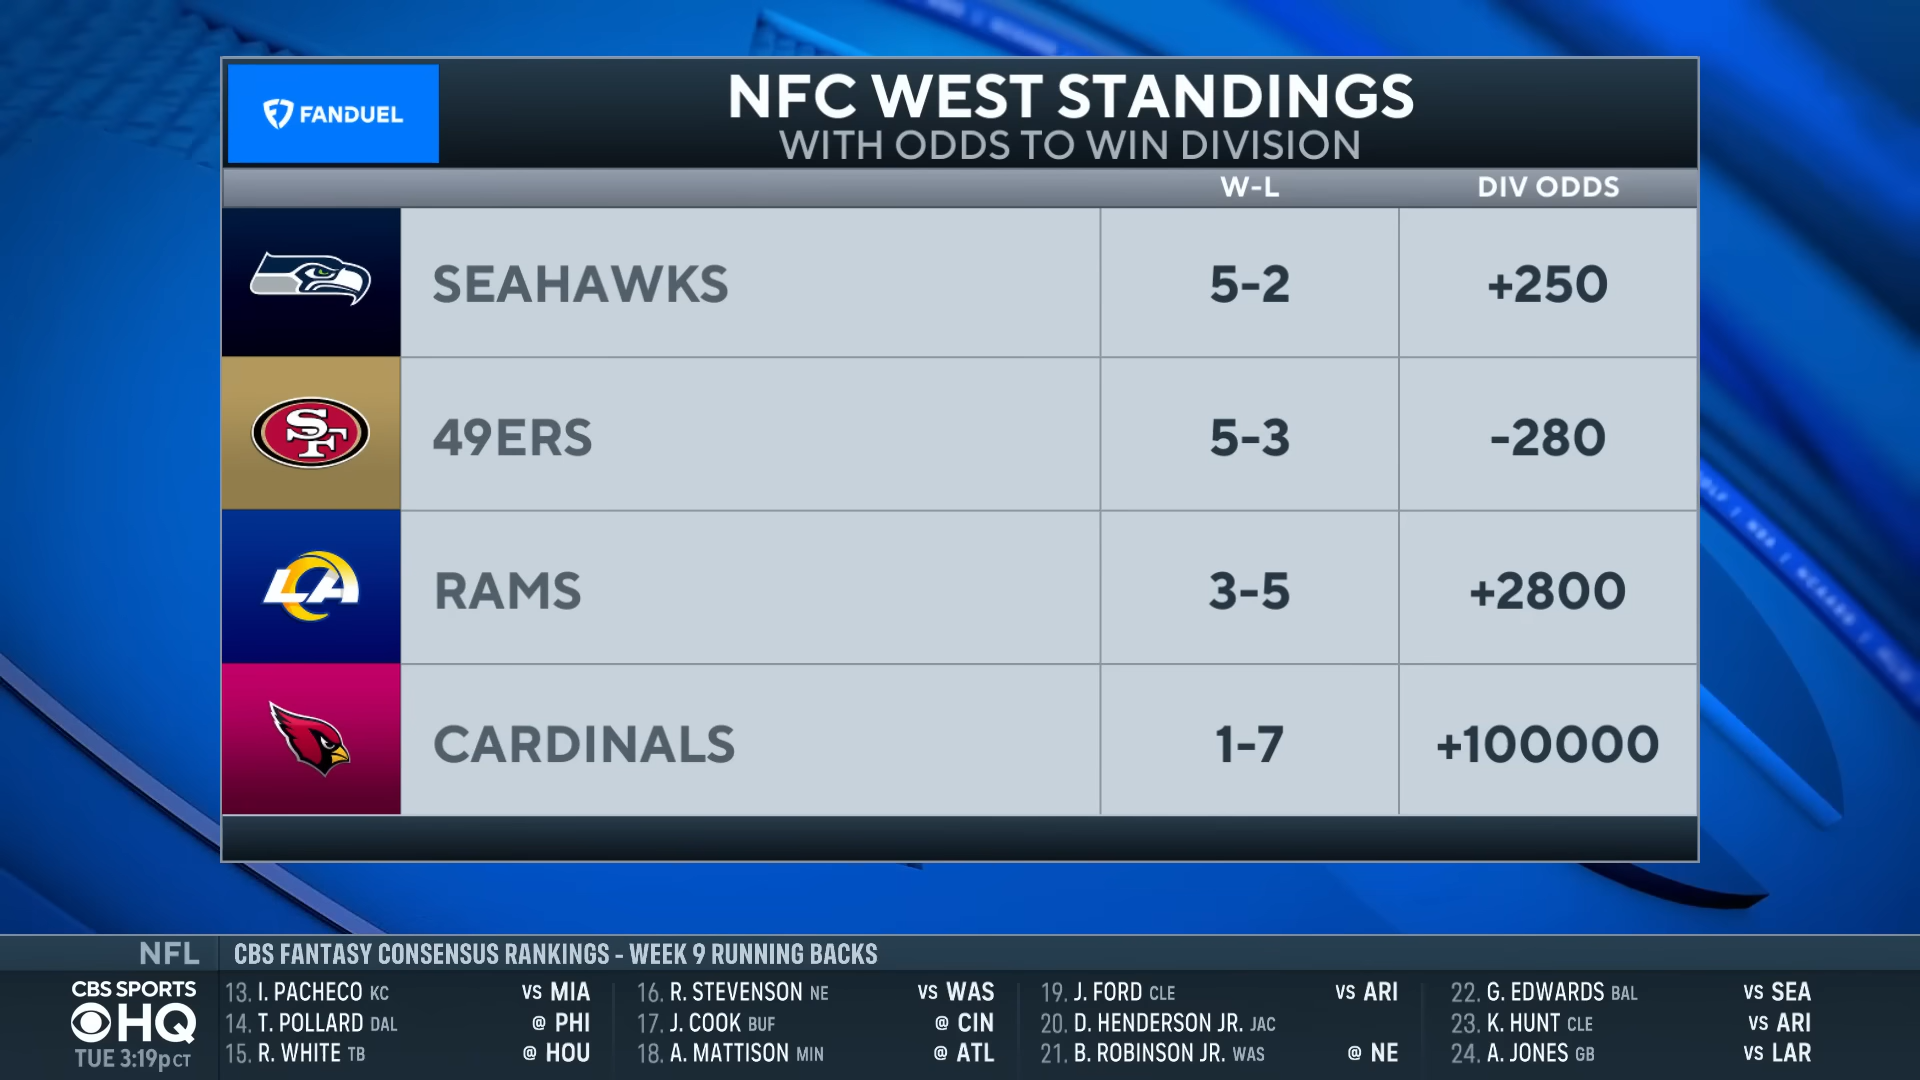 FANDUEL
NFC WEST STANDINGS
WITH ODDS TO WIN DIVISION
W-L DIV ODDS
SEAHAWKS 5-2 +250
SF 49ERS 5-3 -280
LA RAMS 3-5 +2800
CARDINALS 1-7 +100000
NFL CBS FANTASY CONSENSUS RANKINGS - WEEK 9 RUNNING BACKS
CBS SPORTS
HQ
TUE 3:19p CT
13. I. PACHECO KC VS MIA
14. T. POLLARD DAL @ PHI
15. R. WHITE TB @ HOU
16. R. STEVENSON NE VS WAS
17. J. COOK BUF @ CIN
18. A. MATTISON MIN @ ATL
19. J. FORD CLE VS ARI
20. D. HENDERSON JR. JAC
21. B. ROBINSON JR. WAS @ NE
22. G. EDWARDS BAL VS SEA
23. K. HUNT CLE VS ARI
24. A. JONES GB VS LAR